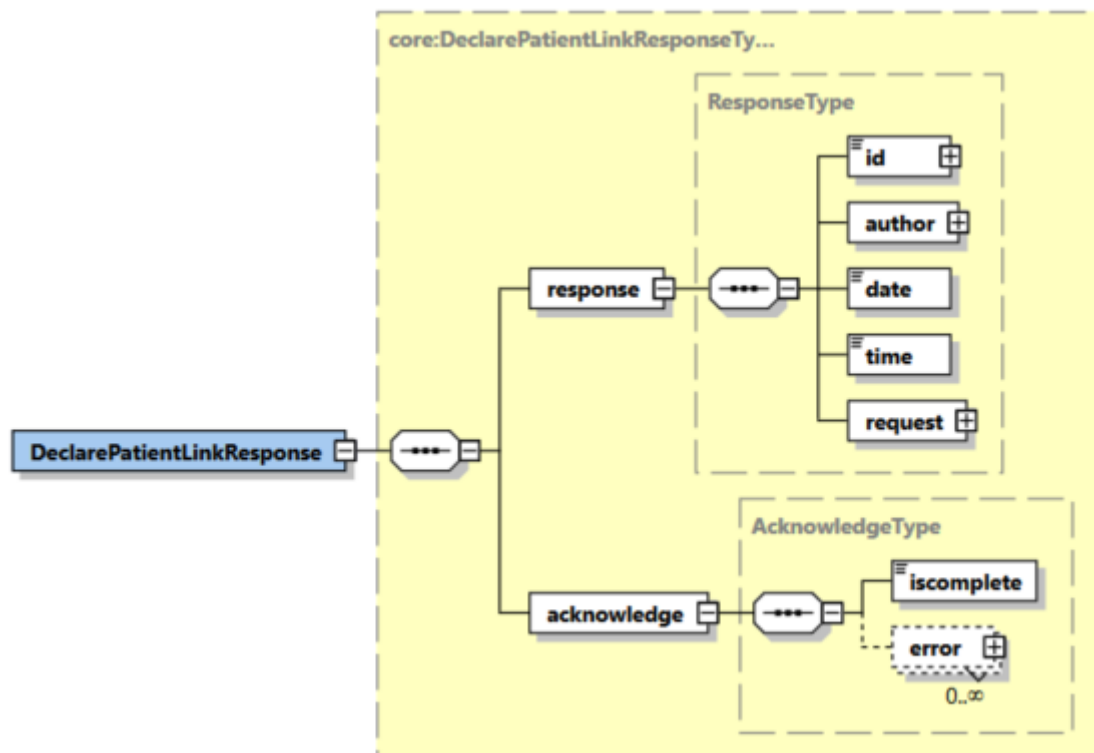 core:DeclarePatientLinkResponseTy...
ResponseType
id
author
date
response
time
request
DeclarePatientLinkResponse
AcknowledgeType
iscomplete
acknowledge
error
0..∞